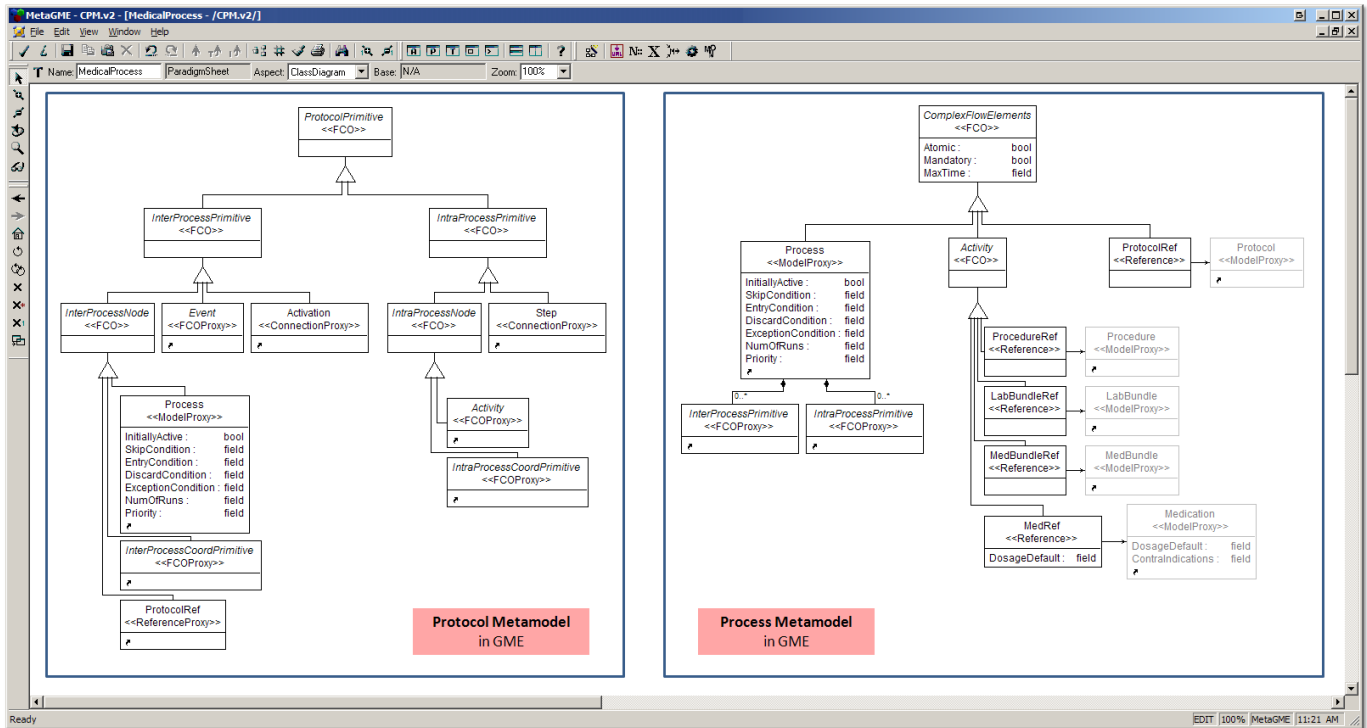 MetaGME - CPM.v2 - [MedicalProcess - /CPM.v2/]
File Edit View Window Help
Name: MedicalProcess ParadigmSheet Aspect: ClassDiagram Base: N/A Zoom: 100%
ProtocolPrimitive
<<FCO>>
InterProcessPrimitive
<<FCO>>
IntraProcessPrimitive
<<FCO>>
InterProcessNode
<<FCO>>
Event
<<FCOProxy>>
Activation
<<ConnectionProxy>>
IntraProcessNode
<<FCO>>
Step
<<ConnectionProxy>>
Process
<<ModelProxy>>
InitiallyActive : bool
SkipCondition : field
EntryCondition : field
DiscardCondition : field
ExceptionCondition : field
NumOfRuns : field
Priority : field
Activity
<<FCOProxy>>
IntraProcessCoordPrimitive
<<FCOProxy>>
InterProcessCoordPrimitive
<<FCOProxy>>
ProtocolRef
<<ReferenceProxy>>
Protocol Metamodel
in GME
ComplexFlowElements
<<FCO>>
Atomic : bool
Mandatory : bool
MaxTime : field
Process
<<ModelProxy>>
InitiallyActive : bool
SkipCondition : field
EntryCondition : field
DiscardCondition : field
ExceptionCondition : field
NumOfRuns : field
Priority : field
Activity
<<FCO>>
ProtocolRef
<<Reference>>
Protocol
<<ModelProxy>>
0..*
0..*
InterProcessPrimitive
<<FCOProxy>>
IntraProcessPrimitive
<<FCOProxy>>
ProcedureRef
<<Reference>>
Procedure
<<ModelProxy>>
LabBundleRef
<<Reference>>
LabBundle
<<ModelProxy>>
MedBundleRef
<<Reference>>
MedBundle
<<ModelProxy>>
MedRef
<<Reference>>
DosageDefault : field
Medication
<<ModelProxy>>
DosageDefault : field
ContraIndications : field
Process Metamodel
in GME
Ready
EDIT 100% MetaGME 11:21 AM